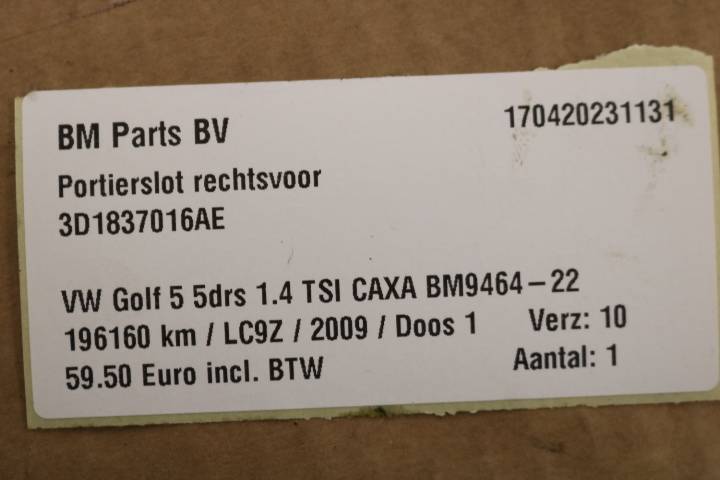 BM Parts BV 170420231131
Portierslot rechtsvoor
3D1837016AE
VW Golf 5 5drs 1.4 TSI CAXA BM9464-22
196160 km / LC9Z / 2009 / Doos 1 Verz: 10
59.50 Euro incl. BTW Aantal: 1